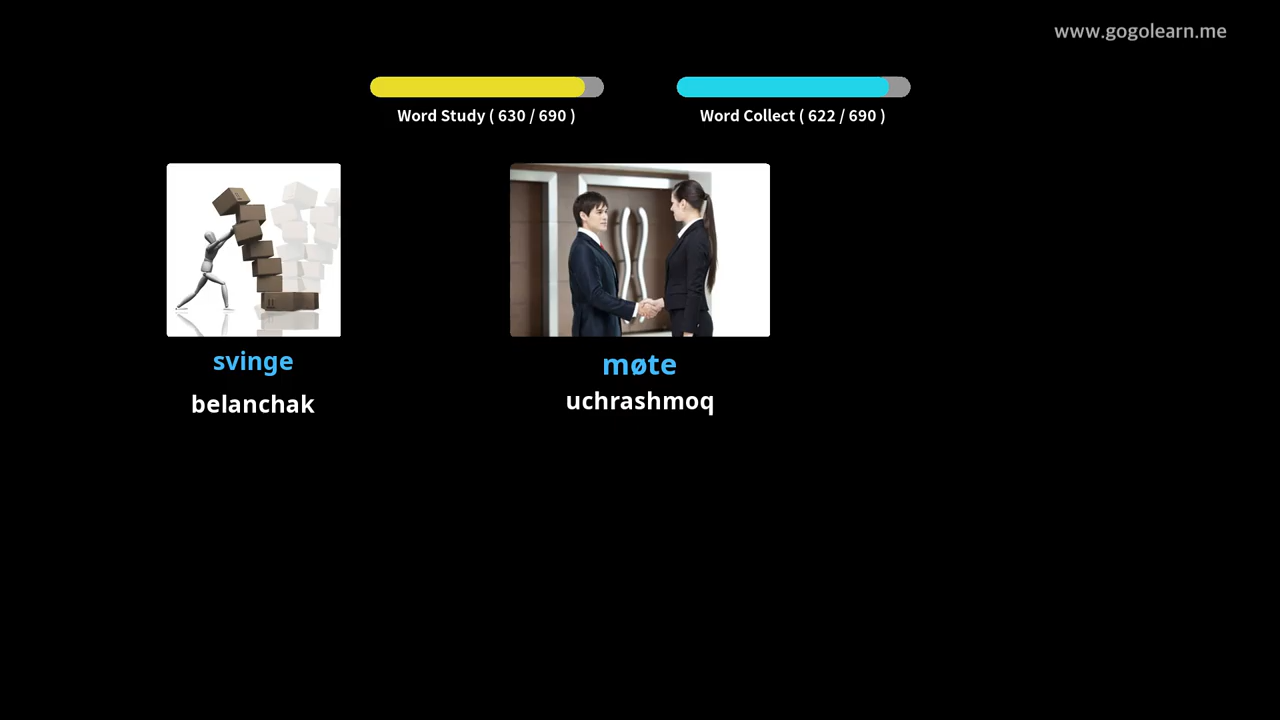 www.gogolearn.me
Word Study ( 630 / 690 )
Word Collect ( 622 / 690 )
svinge
belanchak
møte
uchrashmoq